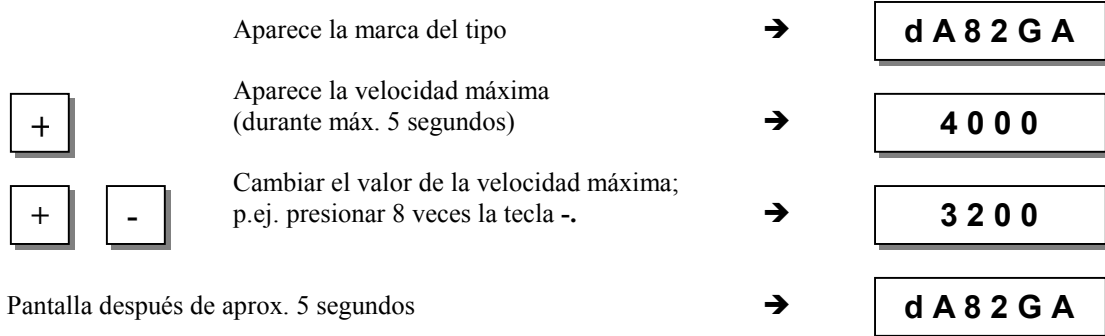 Aparece la marca del tipo ➔ d A 8 2 G A
Aparece la velocidad máxima
+ (durante máx. 5 segundos) ➔ 4 0 0 0
Cambiar el valor de la velocidad máxima;
+ - p.ej. presionar 8 veces la tecla -. ➔ 3 2 0 0
Pantalla después de aprox. 5 segundos ➔ d A 8 2 G A